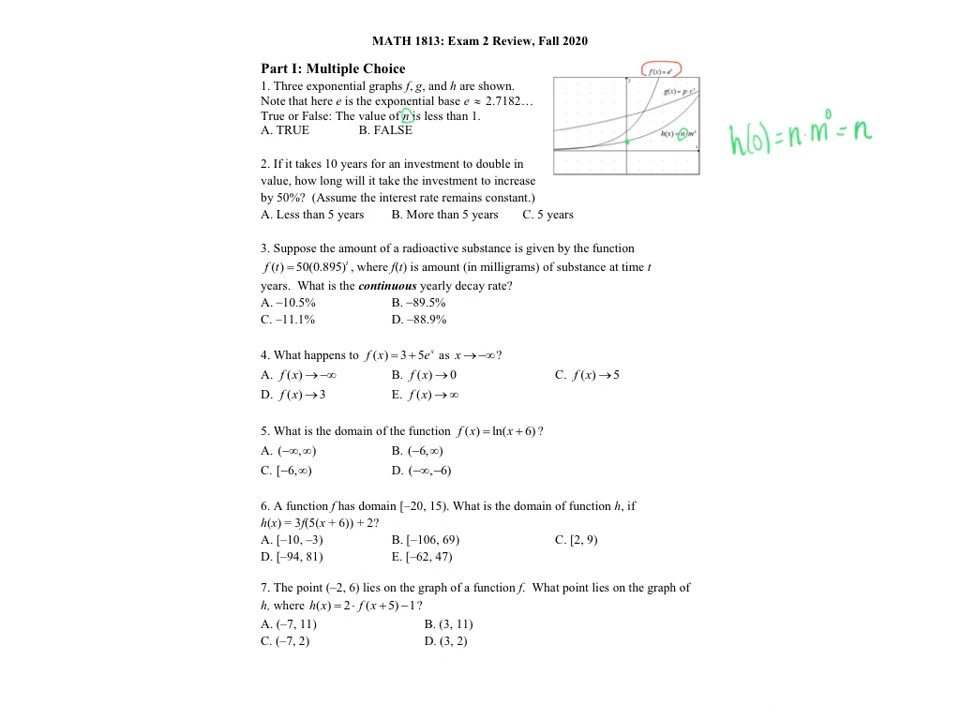 MATH 1813: Exam 2 Review, Fall 2020
Part I: Multiple Choice
1. Three exponential graphs f, g, and h are shown.
Note that here e is the exponential base e ≈ 2.7182…
True or False: The value of n is less than 1.
A. TRUE B. FALSE
f(x)=eˣ
g(x)=p·rˣ
h(x)=n·mˣ
h(0)=n·m⁰=n
2. If it takes 10 years for an investment to double in
value, how long will it take the investment to increase
by 50%? (Assume the interest rate remains constant.)
A. Less than 5 years B. More than 5 years C. 5 years
3. Suppose the amount of a radioactive substance is given by the function
f(t)=50(0.895)ᵗ, where f(t) is amount (in milligrams) of substance at time t
years. What is the continuous yearly decay rate?
A. –10.5% B. –89.5%
C. –11.1% D. –88.9%
4. What happens to f(x)=3+5eˣ as x→–∞?
A. f(x)→–∞ B. f(x)→0 C. f(x)→5
D. f(x)→3 E. f(x)→∞
5. What is the domain of the function f(x)=ln(x+6)?
A. (–∞,∞) B. (–6,∞)
C. [–6,∞) D. (–∞,–6)
6. A function f has domain [–20, 15). What is the domain of function h, if
h(x) = 3f(5(x + 6)) + 2?
A. [–10, –3) B. [–106, 69) C. [2, 9)
D. [–94, 81) E. [–62, 47)
7. The point (–2, 6) lies on the graph of a function f. What point lies on the graph of
h, where h(x)=2·f(x+5)–1?
A. (–7, 11) B. (3, 11)
C. (–7, 2) D. (3, 2)